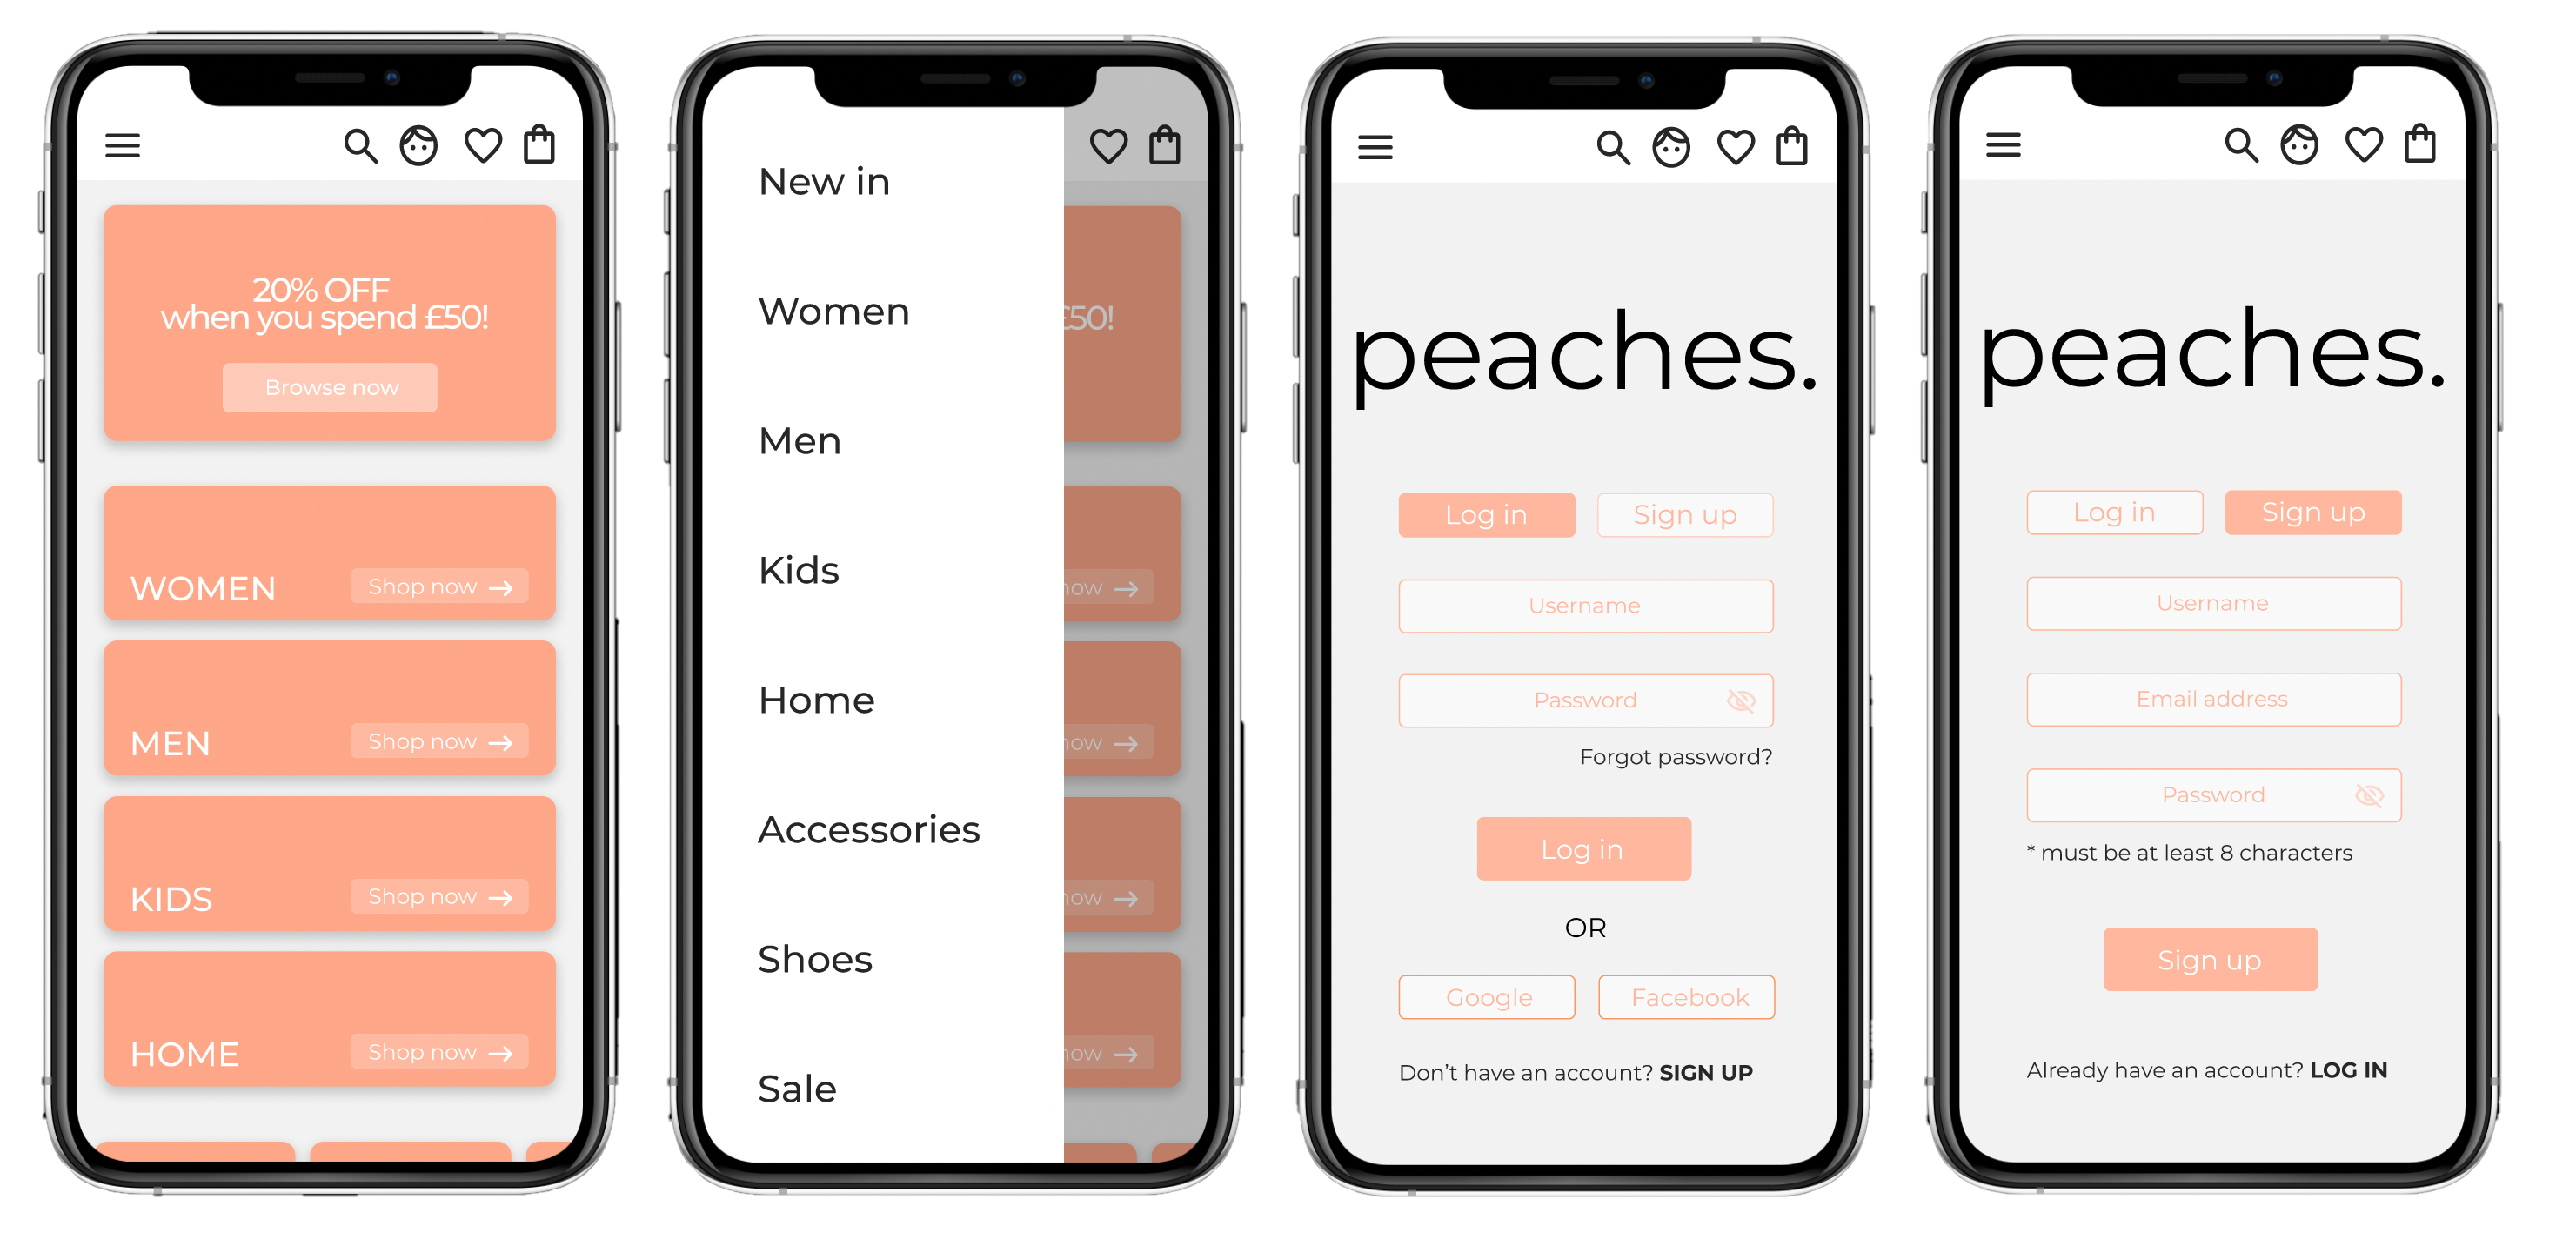 20% OFF
when you spend £50!
Browse now
WOMEN
Shop now
MEN
Shop now
KIDS
Shop now
HOME
Shop now
New in
Women
Men
Kids
Home
Accessories
Shoes
Sale
£50!
now
now
now
now
peaches.
Log in
Sign up
Username
Password
Forgot password?
Log in
OR
Google
Facebook
Don’t have an account? SIGN UP
peaches.
Log in
Sign up
Username
Email address
Password
* must be at least 8 characters
Sign up
Already have an account? LOG IN